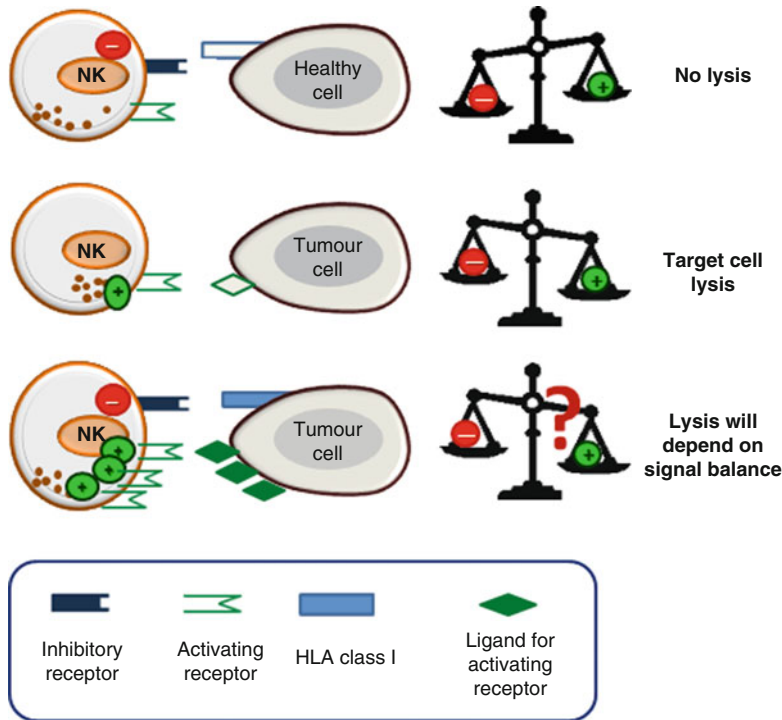 NK
Healthy
cell
No lysis
NK
Tumour
cell
Target cell
lysis
NK
Tumour
cell
?
Lysis will
depend on
signal balance
Inhibitory
receptor
Activating
receptor
HLA class I
Ligand for
activating
receptor